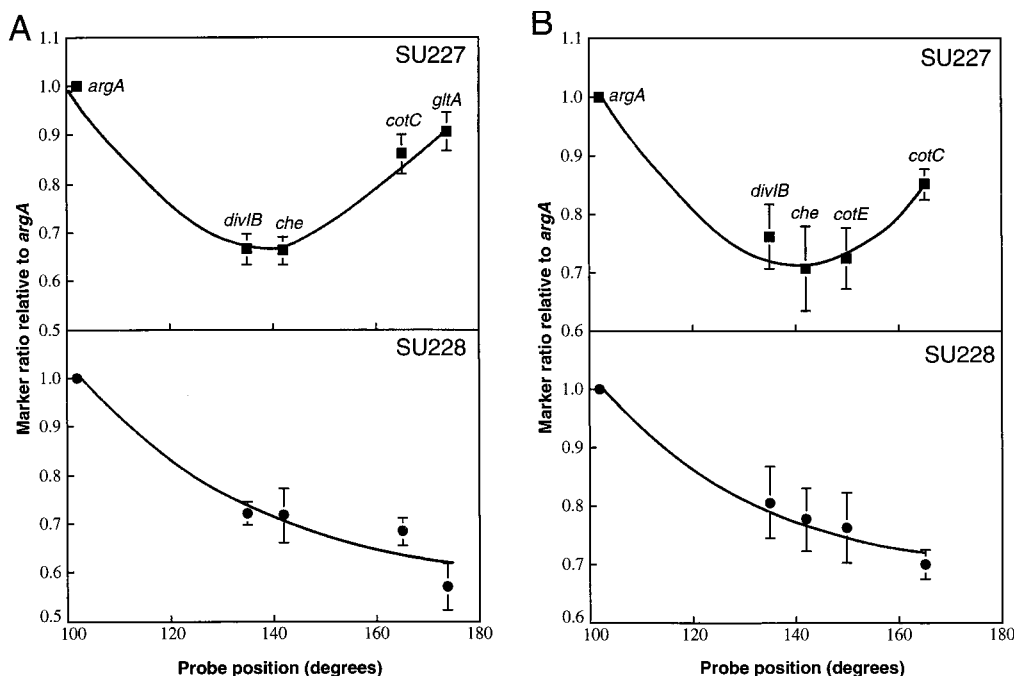 A
Marker ratio relative to argA
1.1
1.0
0.9
0.8
0.7
0.6
0.5
SU227
argA
divIB
che
cotC
gltA
1.0
0.9
0.8
0.7
0.6
0.5
SU228
100
120
140
160
180
Probe position (degrees)
B
Marker ratio relative to argA
1.1
1.0
0.9
0.8
0.7
0.6
SU227
argA
divIB
che
cotE
cotC
1.0
0.9
0.8
0.7
0.6
SU228
100
120
140
160
180
Probe position (degrees)